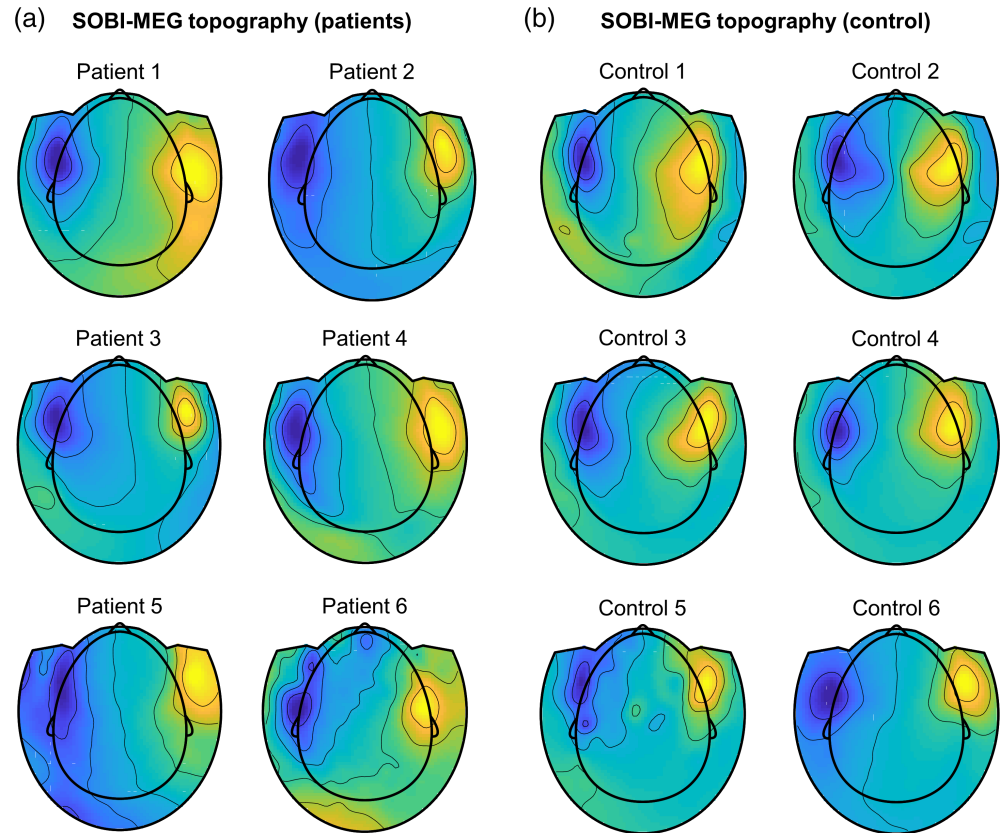 (a) SOBI-MEG topography (patients)
Patient 1 Patient 2
Patient 3 Patient 4
Patient 5 Patient 6
(b) SOBI-MEG topography (control)
Control 1 Control 2
Control 3 Control 4
Control 5 Control 6